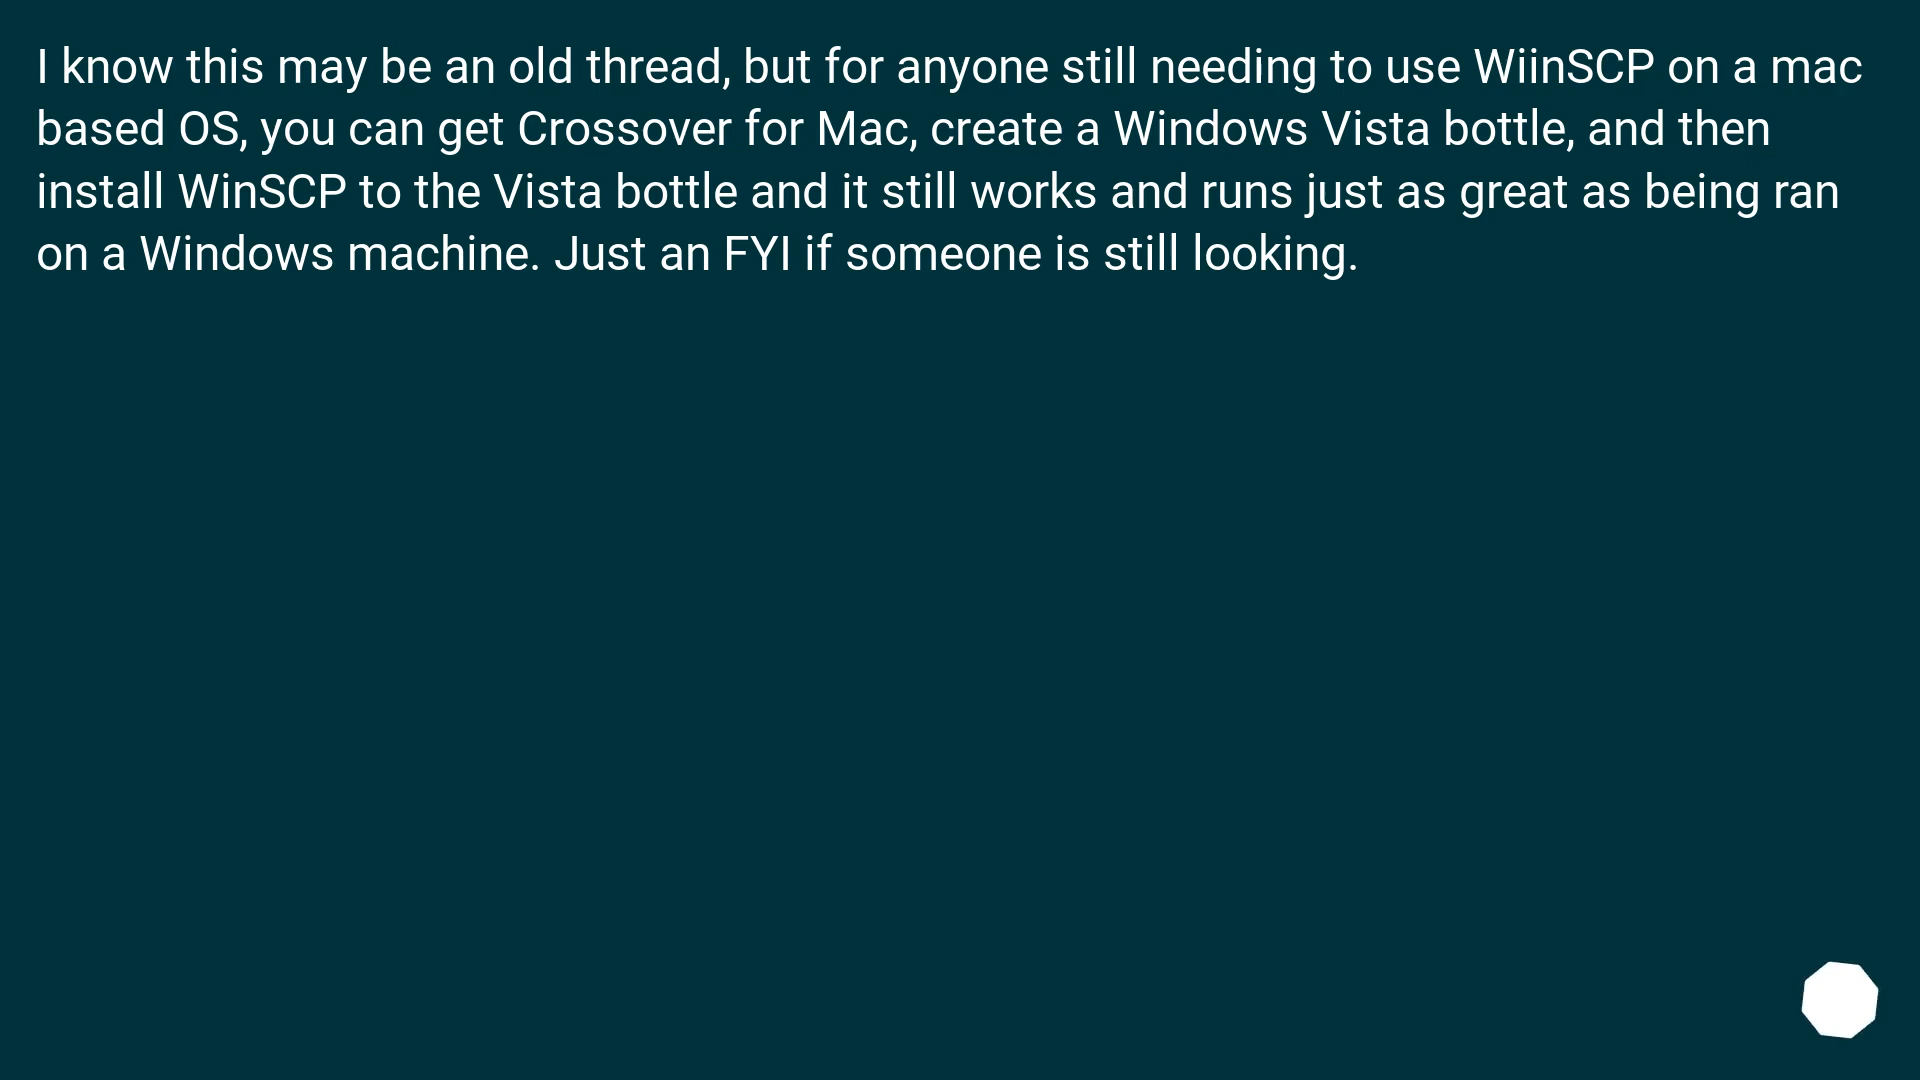 I know this may be an old thread, but for anyone still needing to use WiinSCP on a mac
based OS, you can get Crossover for Mac, create a Windows Vista bottle, and then
install WinSCP to the Vista bottle and it still works and runs just as great as being ran
on a Windows machine. Just an FYI if someone is still looking.